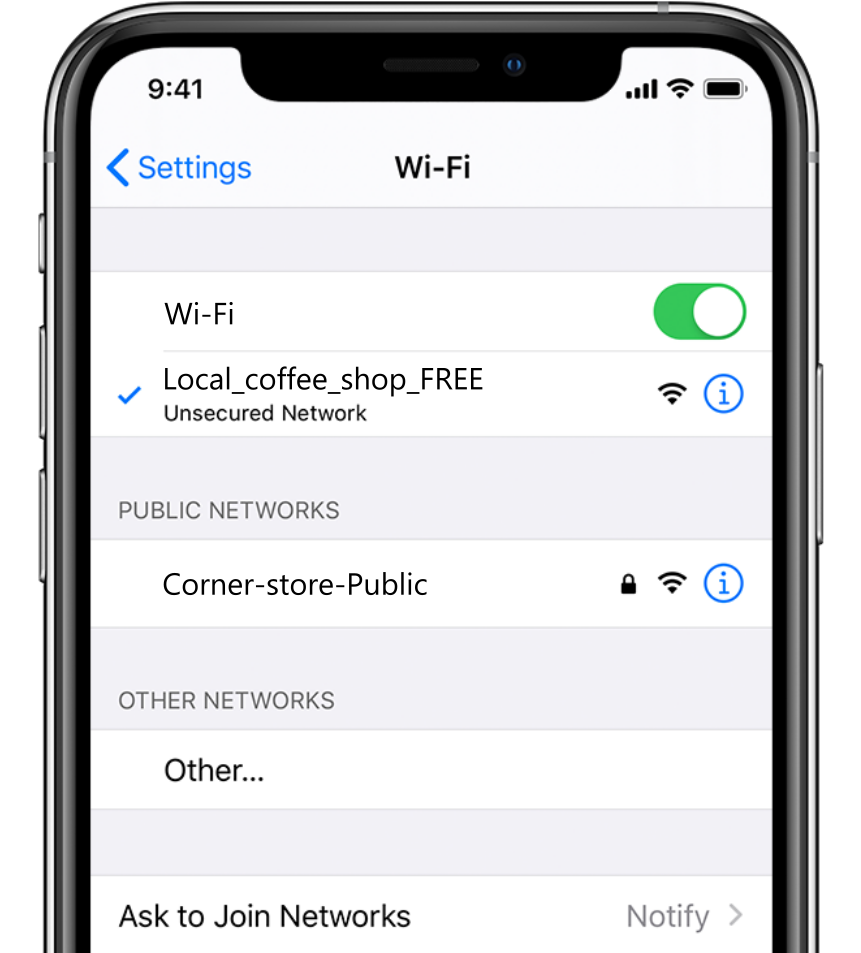 9:41
Settings
Wi-Fi
Wi-Fi
Local_coffee_shop_FREE
Unsecured Network
PUBLIC NETWORKS
Corner-store-Public
OTHER NETWORKS
Other...
Ask to Join Networks Notify